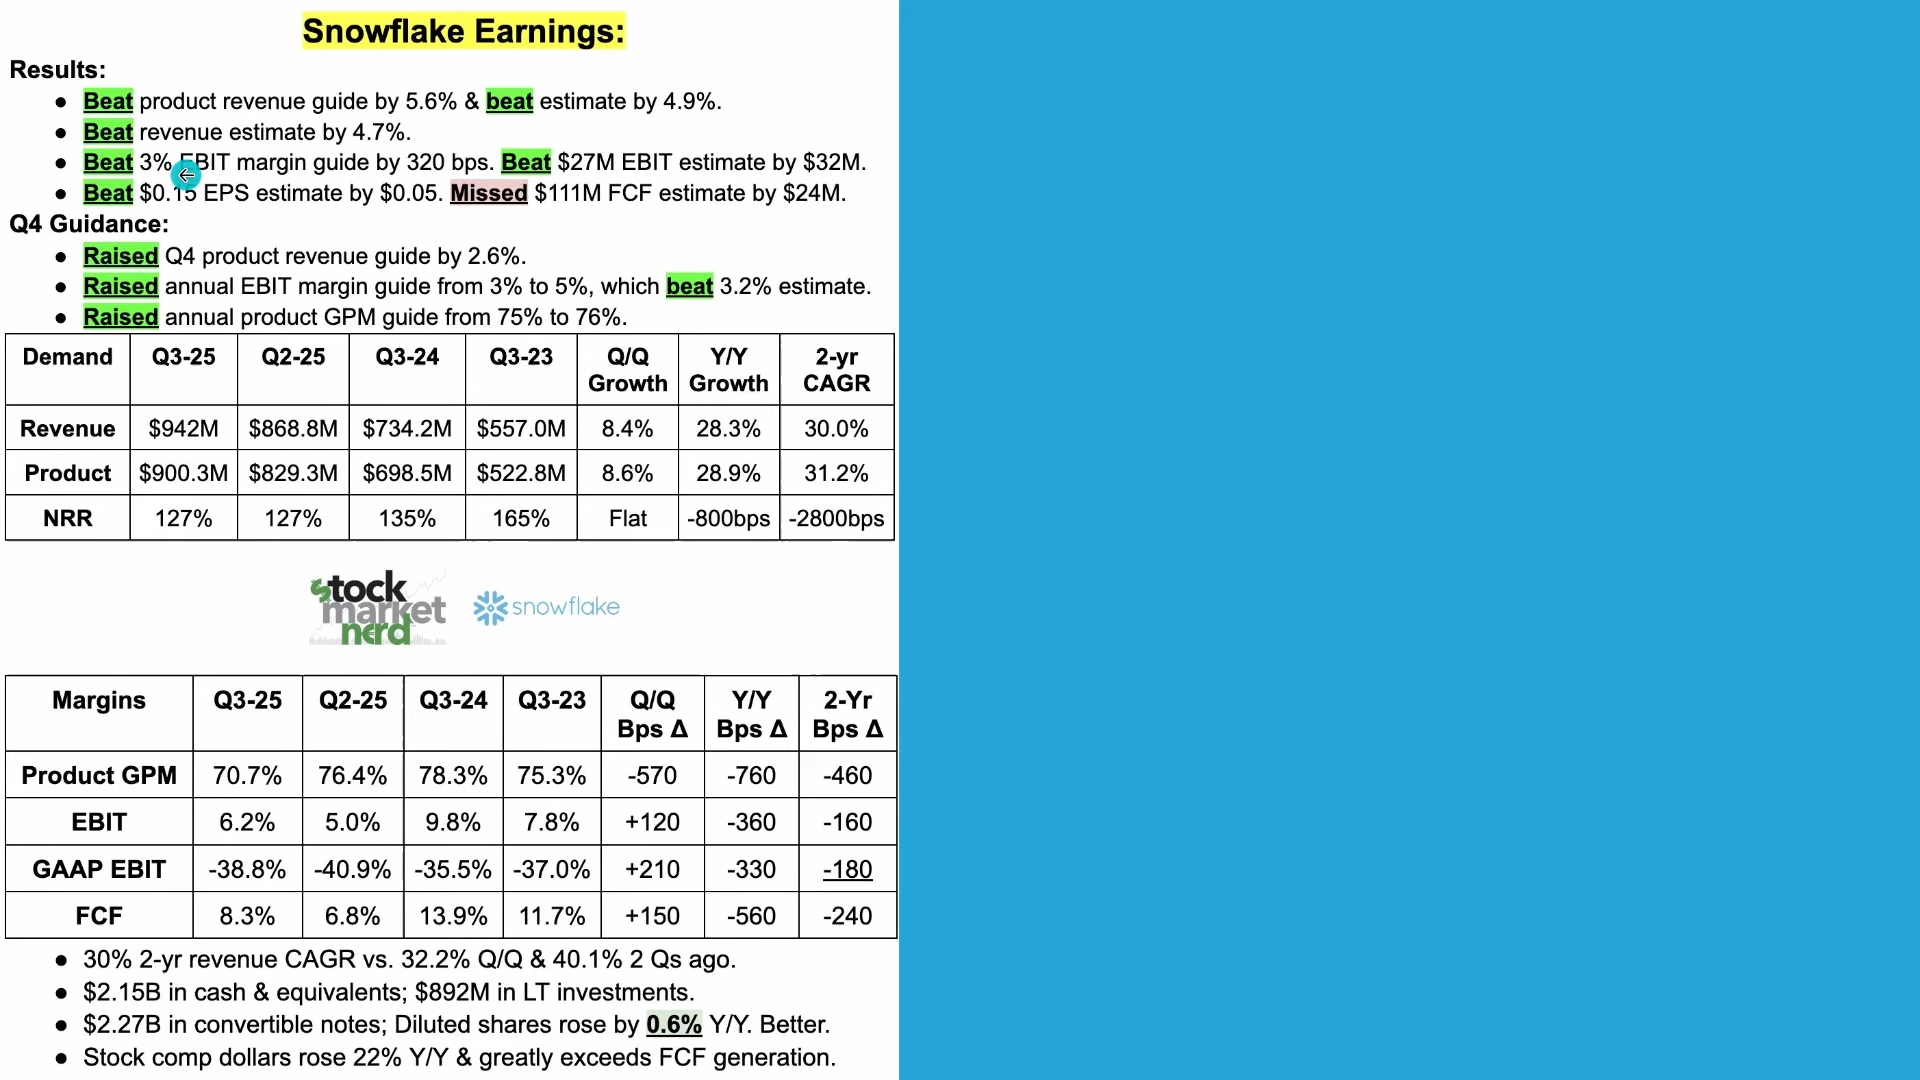 Snowflake Earnings:
Results:
● Beat product revenue guide by 5.6% & beat estimate by 4.9%.
● Beat revenue estimate by 4.7%.
● Beat 3% EBIT margin guide by 320 bps. Beat $27M EBIT estimate by $32M.
● Beat $0.15 EPS estimate by $0.05. Missed $111M FCF estimate by $24M.
Q4 Guidance:
● Raised Q4 product revenue guide by 2.6%.
● Raised annual EBIT margin guide from 3% to 5%, which beat 3.2% estimate.
● Raised annual product GPM guide from 75% to 76%.
Demand Q3-25 Q2-25 Q3-24 Q3-23 Q/Q Growth Y/Y Growth 2-yr CAGR
Revenue $942M $868.8M $734.2M $557.0M 8.4% 28.3% 30.0%
Product $900.3M $829.3M $698.5M $522.8M 8.6% 28.9% 31.2%
NRR 127% 127% 135% 165% Flat -800bps -2800bps
$tock
market
nerd
snowflake
Margins Q3-25 Q2-25 Q3-24 Q3-23 Q/Q Bps Δ Y/Y Bps Δ 2-Yr Bps Δ
Product GPM 70.7% 76.4% 78.3% 75.3% -570 -760 -460
EBIT 6.2% 5.0% 9.8% 7.8% +120 -360 -160
GAAP EBIT -38.8% -40.9% -35.5% -37.0% +210 -330 -180
FCF 8.3% 6.8% 13.9% 11.7% +150 -560 -240
● 30% 2-yr revenue CAGR vs. 32.2% Q/Q & 40.1% 2 Qs ago.
● $2.15B in cash & equivalents; $892M in LT investments.
● $2.27B in convertible notes; Diluted shares rose by 0.6% Y/Y. Better.
● Stock comp dollars rose 22% Y/Y & greatly exceeds FCF generation.